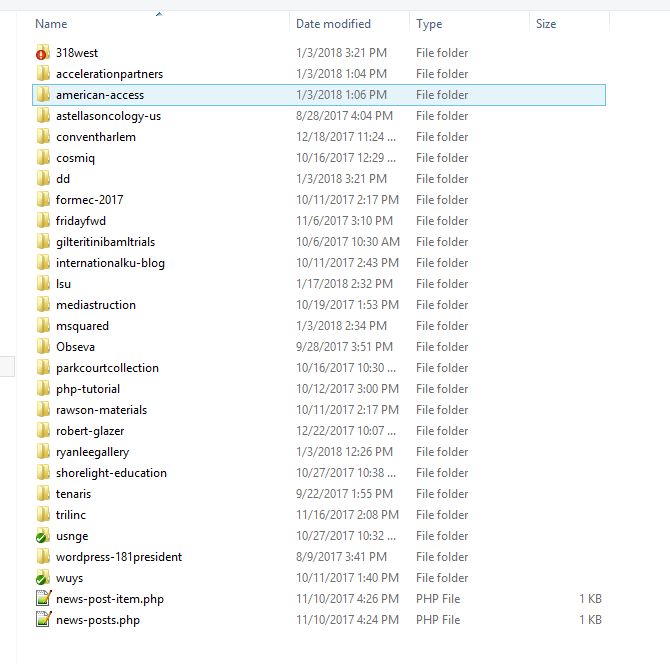 Name Date modified Type Size
318west 1/3/2018 3:21 PM File folder
accelerationpartners 1/3/2018 1:04 PM File folder
american-access 1/3/2018 1:06 PM File folder
astellasoncology-us 8/28/2017 4:04 PM File folder
conventharlem 12/18/2017 11:24 ... File folder
cosmiq 10/16/2017 12:29 ... File folder
dd 1/3/2018 3:21 PM File folder
formec-2017 10/11/2017 2:17 PM File folder
fridayfwd 11/6/2017 3:10 PM File folder
gilteritinibamltrials 10/6/2017 10:30 AM File folder
internationalku-blog 10/11/2017 2:43 PM File folder
lsu 1/17/2018 2:32 PM File folder
mediastruction 10/19/2017 1:53 PM File folder
msquared 1/3/2018 2:34 PM File folder
Obseva 9/28/2017 3:51 PM File folder
parkcourtcollection 10/16/2017 10:30 ... File folder
php-tutorial 10/12/2017 3:00 PM File folder
rawson-materials 10/11/2017 2:17 PM File folder
robert-glazer 12/22/2017 10:07 ... File folder
ryanleegallery 1/3/2018 12:26 PM File folder
shorelight-education 10/27/2017 10:38 ... File folder
tenaris 9/22/2017 1:55 PM File folder
trilinc 11/16/2017 2:08 PM File folder
usnge 10/27/2017 10:32 ... File folder
wordpress-181president 8/9/2017 3:41 PM File folder
wuys 10/11/2017 1:40 PM File folder
news-post-item.php 11/10/2017 4:26 PM PHP File 1 KB
news-posts.php 11/10/2017 4:24 PM PHP File 1 KB